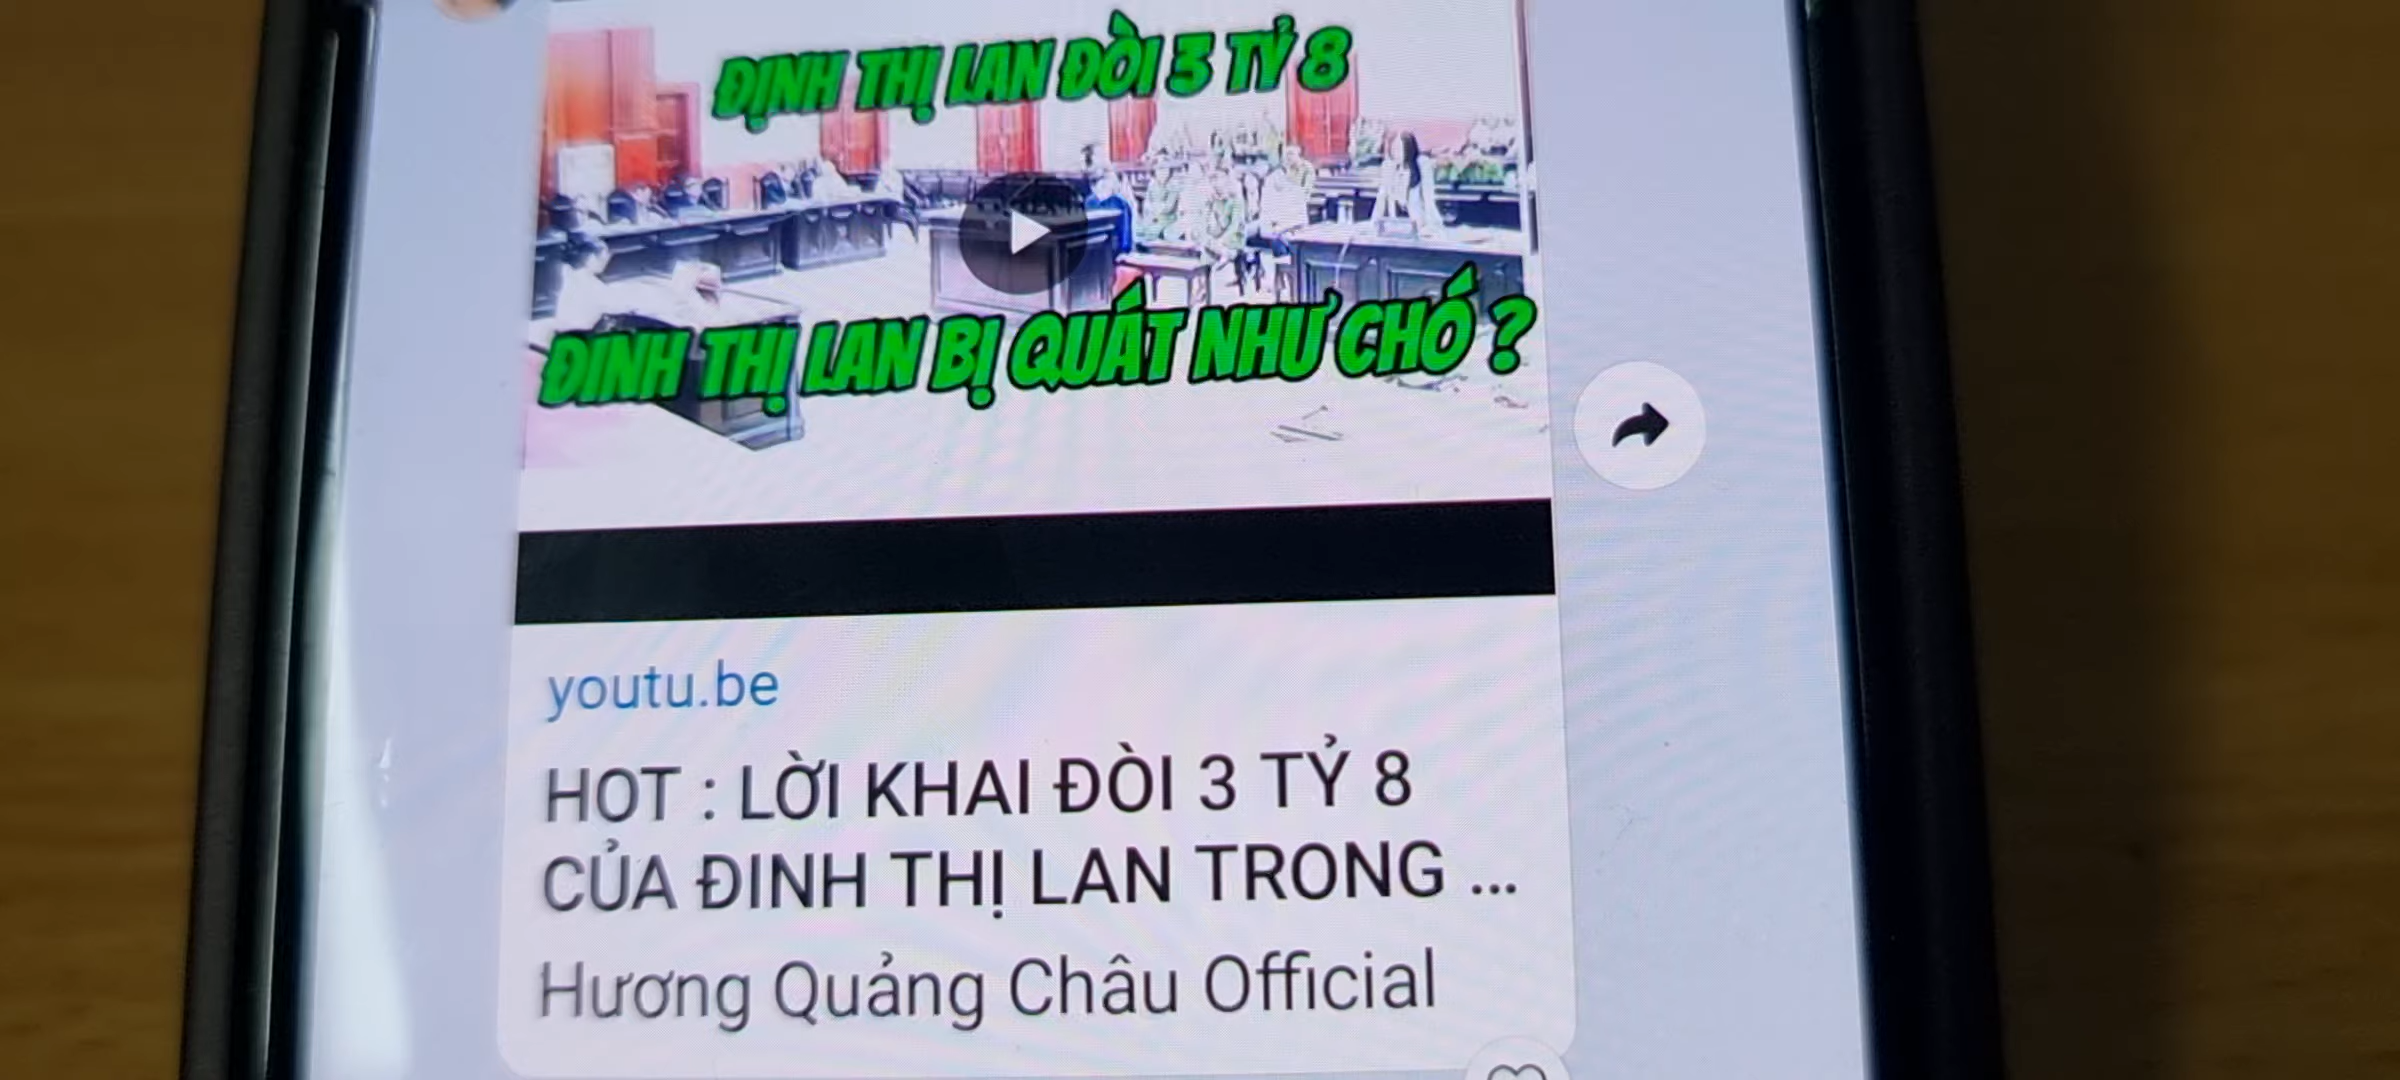 ĐỊNH THỊ LAN ĐÒI 3 TỶ 8
ĐINH THỊ LAN BỊ QUÁT NHƯ CHÓ ?
youtu.be
HOT : LỜI KHAI ĐÒI 3 TỶ 8
CỦA ĐINH THỊ LAN TRONG ...
Hương Quảng Châu Official